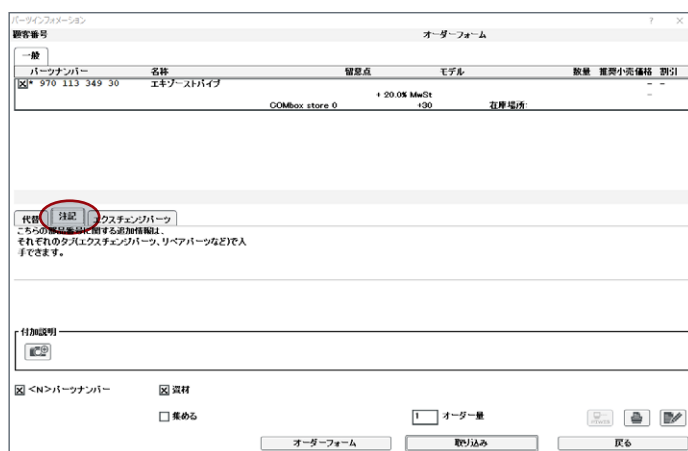 パーツインフォメーション ? ×
顧客番号 オーダーフォーム
一般
パーツナンバー 名称 留意点 モデル 数量 推奨小売価格 割引
* 970 113 349 30 エキゾーストパイプ – –
+ 20.0% MwSt –
COMbox store 0 +30 在庫場所:
代替 注記 エクスチェンジパーツ
こちらの部品番号に関する追加情報は、
それぞれのタブ(エクスチェンジパーツ、リペアパーツなど)で入
手できます。
付加説明
<N>パーツナンバー 資材
集める 1 オーダー量
オーダーフォーム 取り込み 戻る